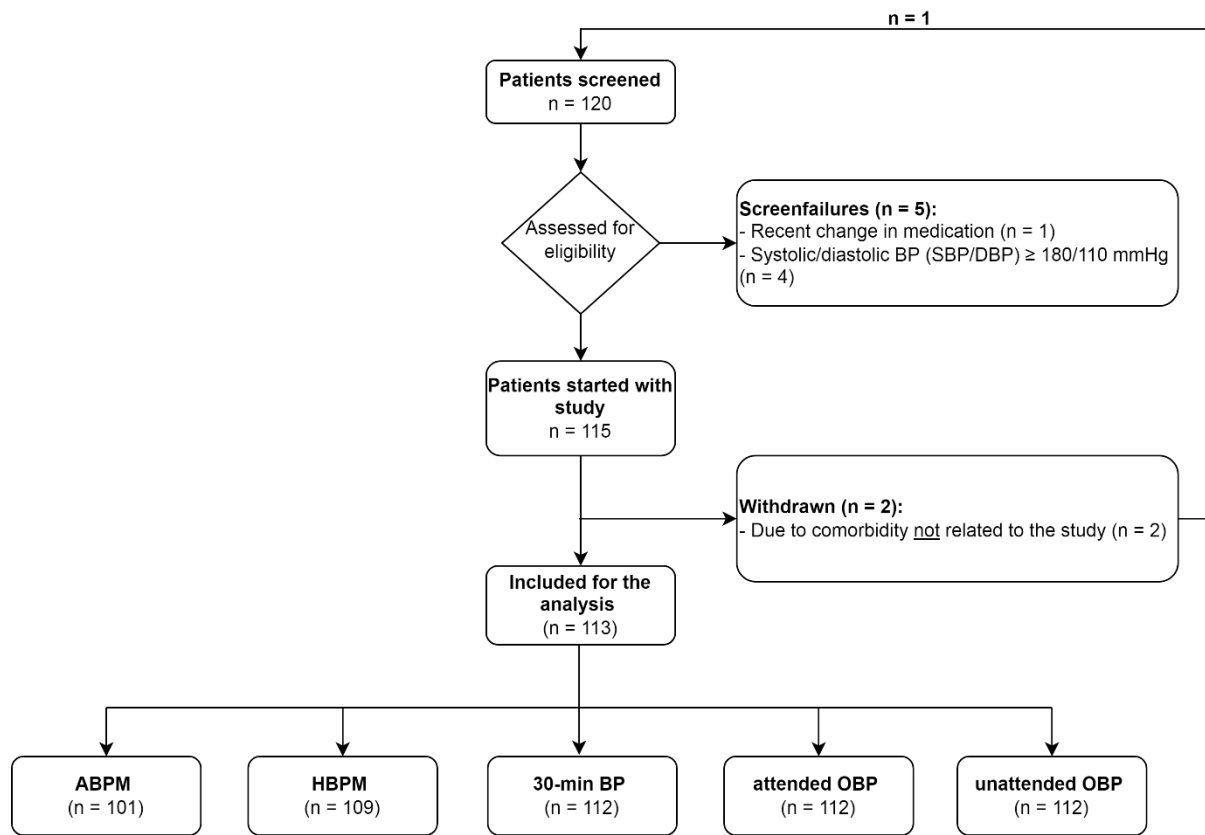 n = 1
Patients screened
n = 120
Assessed for
eligibility
Screenfailures (n = 5):
- Recent change in medication (n = 1)
- Systolic/diastolic BP (SBP/DBP) ≥ 180/110 mmHg
(n = 4)
Patients started with
study
n = 115
Withdrawn (n = 2):
- Due to comorbidity not related to the study (n = 2)
Included for the
analysis
(n = 113)
ABPM
(n = 101)
HBPM
(n = 109)
30-min BP
(n = 112)
attended OBP
(n = 112)
unattended OBP
(n = 112)